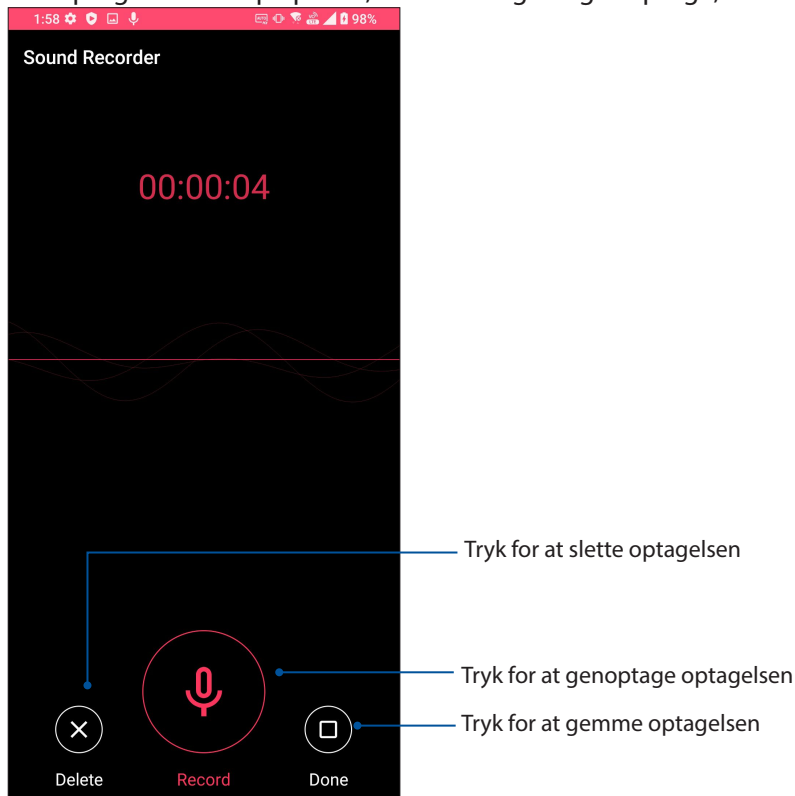 1:58 98%
Sound Recorder
00:00:04
Tryk for at slette optagelsen
Tryk for at genoptage optagelsen
Tryk for at gemme optagelsen
Delete Record Done